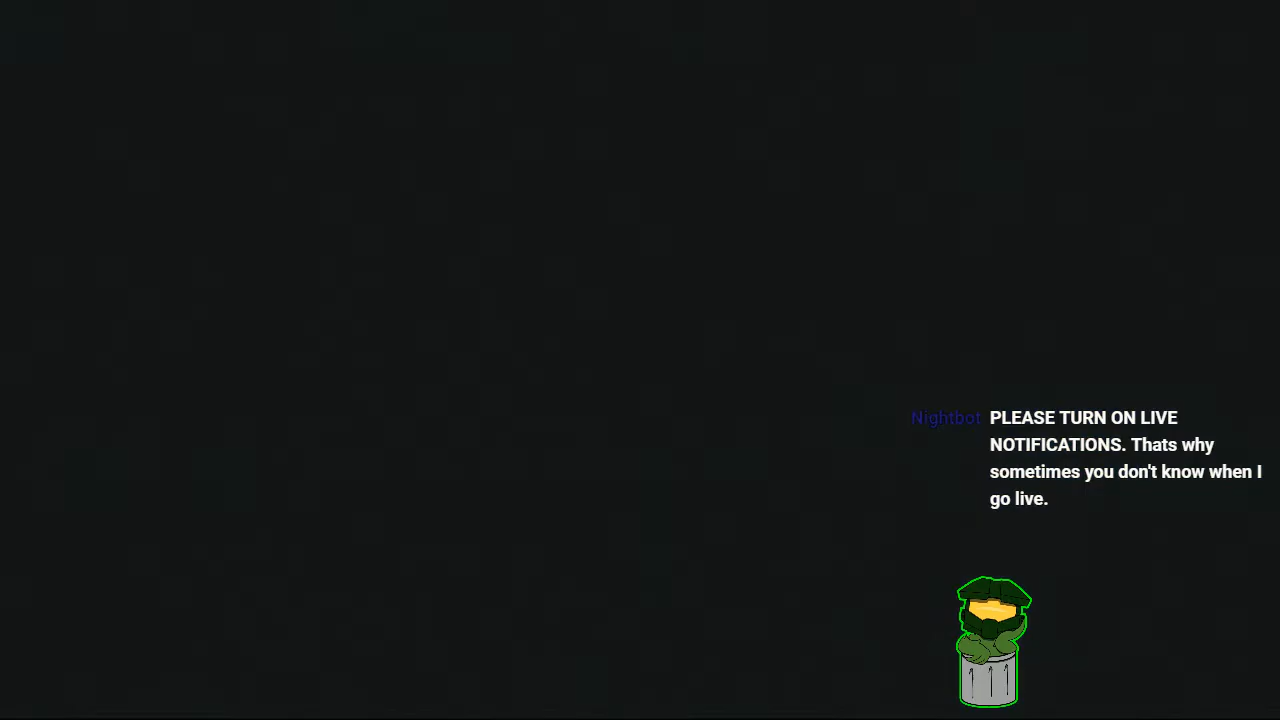 Nightbot PLEASE TURN ON LIVE
NOTIFICATIONS. Thats why
sometimes you don't know when I
go live.